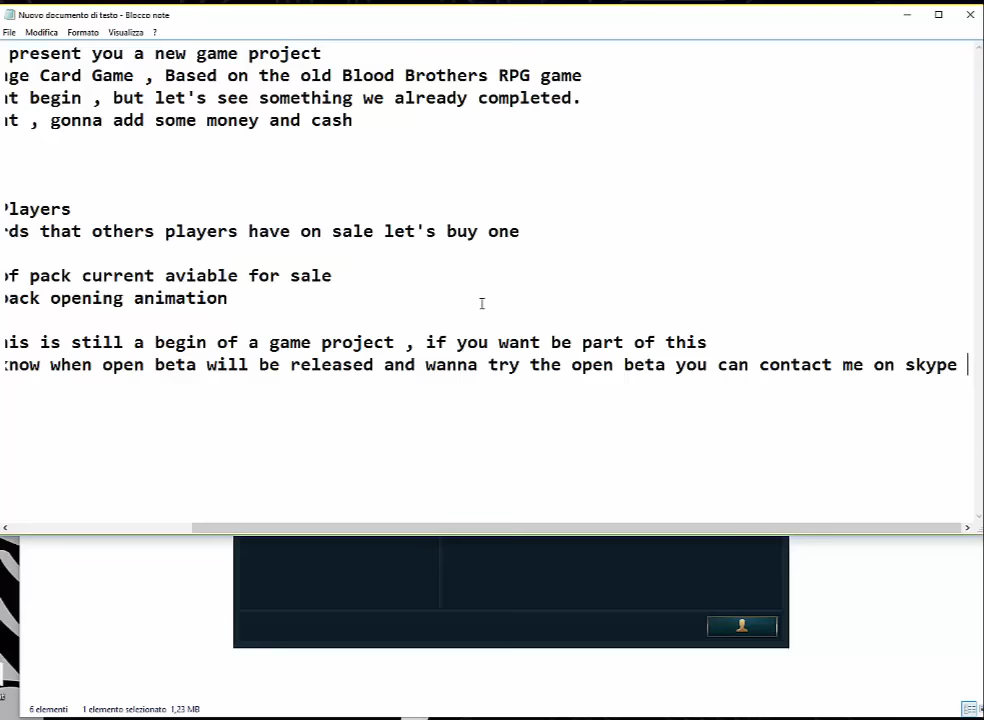 Nuovo documento di testo - Blocco note
File Modifica Formato Visualizza ?
present you a new game project
Card Game , Based on the old Blood Brothers RPG game
begin , but let's see something we already completed.
, gonna add some money and cash
Players
that others players have on sale let's buy one
of pack current aviable for sale
pack opening animation
is still a begin of a game project , if you want be part of this
know when open beta will be released and wanna try the open beta you can contact me on skype
6 elementi 1 elemento selezionato 1,23 MB